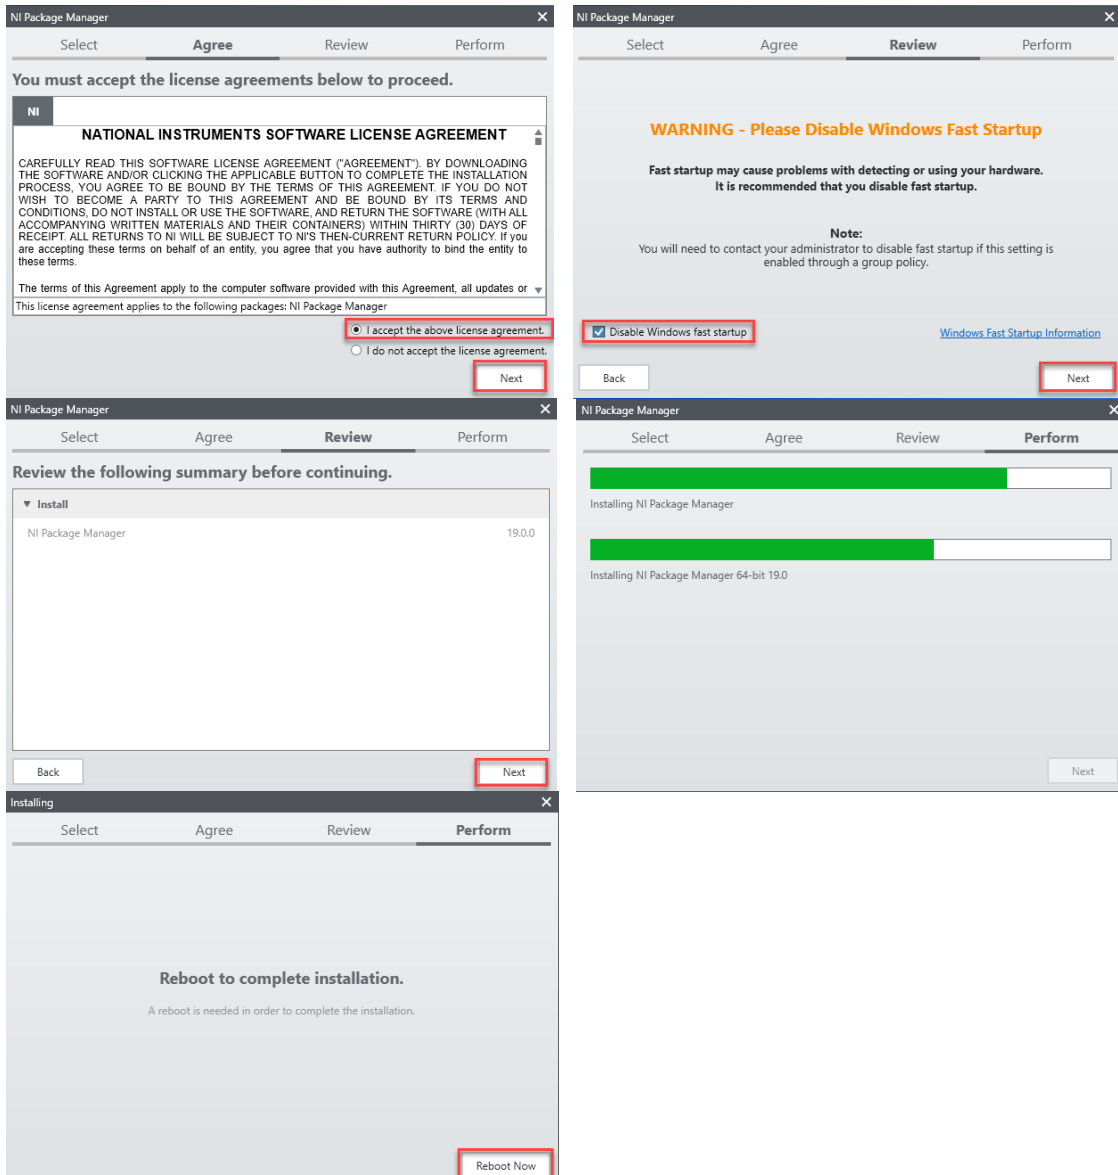 NI Package Manager
Select Agree Review Perform
You must accept the license agreements below to proceed.
NI
NATIONAL INSTRUMENTS SOFTWARE LICENSE AGREEMENT
CAREFULLY READ THIS SOFTWARE LICENSE AGREEMENT ("AGREEMENT"). BY DOWNLOADING
THE SOFTWARE AND/OR CLICKING THE APPLICABLE BUTTON TO COMPLETE THE INSTALLATION
PROCESS, YOU AGREE TO BE BOUND BY THE TERMS OF THIS AGREEMENT. IF YOU DO NOT
WISH TO BECOME A PARTY TO THIS AGREEMENT AND BE BOUND BY ITS TERMS AND
CONDITIONS, DO NOT INSTALL OR USE THE SOFTWARE, AND RETURN THE SOFTWARE (WITH ALL
ACCOMPANYING WRITTEN MATERIALS AND THEIR CONTAINERS) WITHIN THIRTY (30) DAYS OF
RECEIPT. ALL RETURNS TO NI WILL BE SUBJECT TO NI'S THEN-CURRENT RETURN POLICY. If you
are accepting these terms on behalf of an entity, you agree that you have authority to bind the entity to
these terms.
The terms of this Agreement apply to the computer software provided with this Agreement, all updates or
This license agreement applies to the following packages: NI Package Manager
I accept the above license agreement.
I do not accept the license agreement.
Next
NI Package Manager
Select Agree Review Perform
WARNING - Please Disable Windows Fast Startup
Fast startup may cause problems with detecting or using your hardware.
It is recommended that you disable fast startup.
Note:
You will need to contact your administrator to disable fast startup if this setting is
enabled through a group policy.
Disable Windows fast startup
Windows Fast Startup Information
Back
Next
NI Package Manager
Select Agree Review Perform
Review the following summary before continuing.
Install
NI Package Manager 19.0.0
Back
Next
NI Package Manager
Select Agree Review Perform
Installing NI Package Manager
Installing NI Package Manager 64-bit 19.0
Next
Installing
Select Agree Review Perform
Reboot to complete installation.
A reboot is needed in order to complete the installation.
Reboot Now